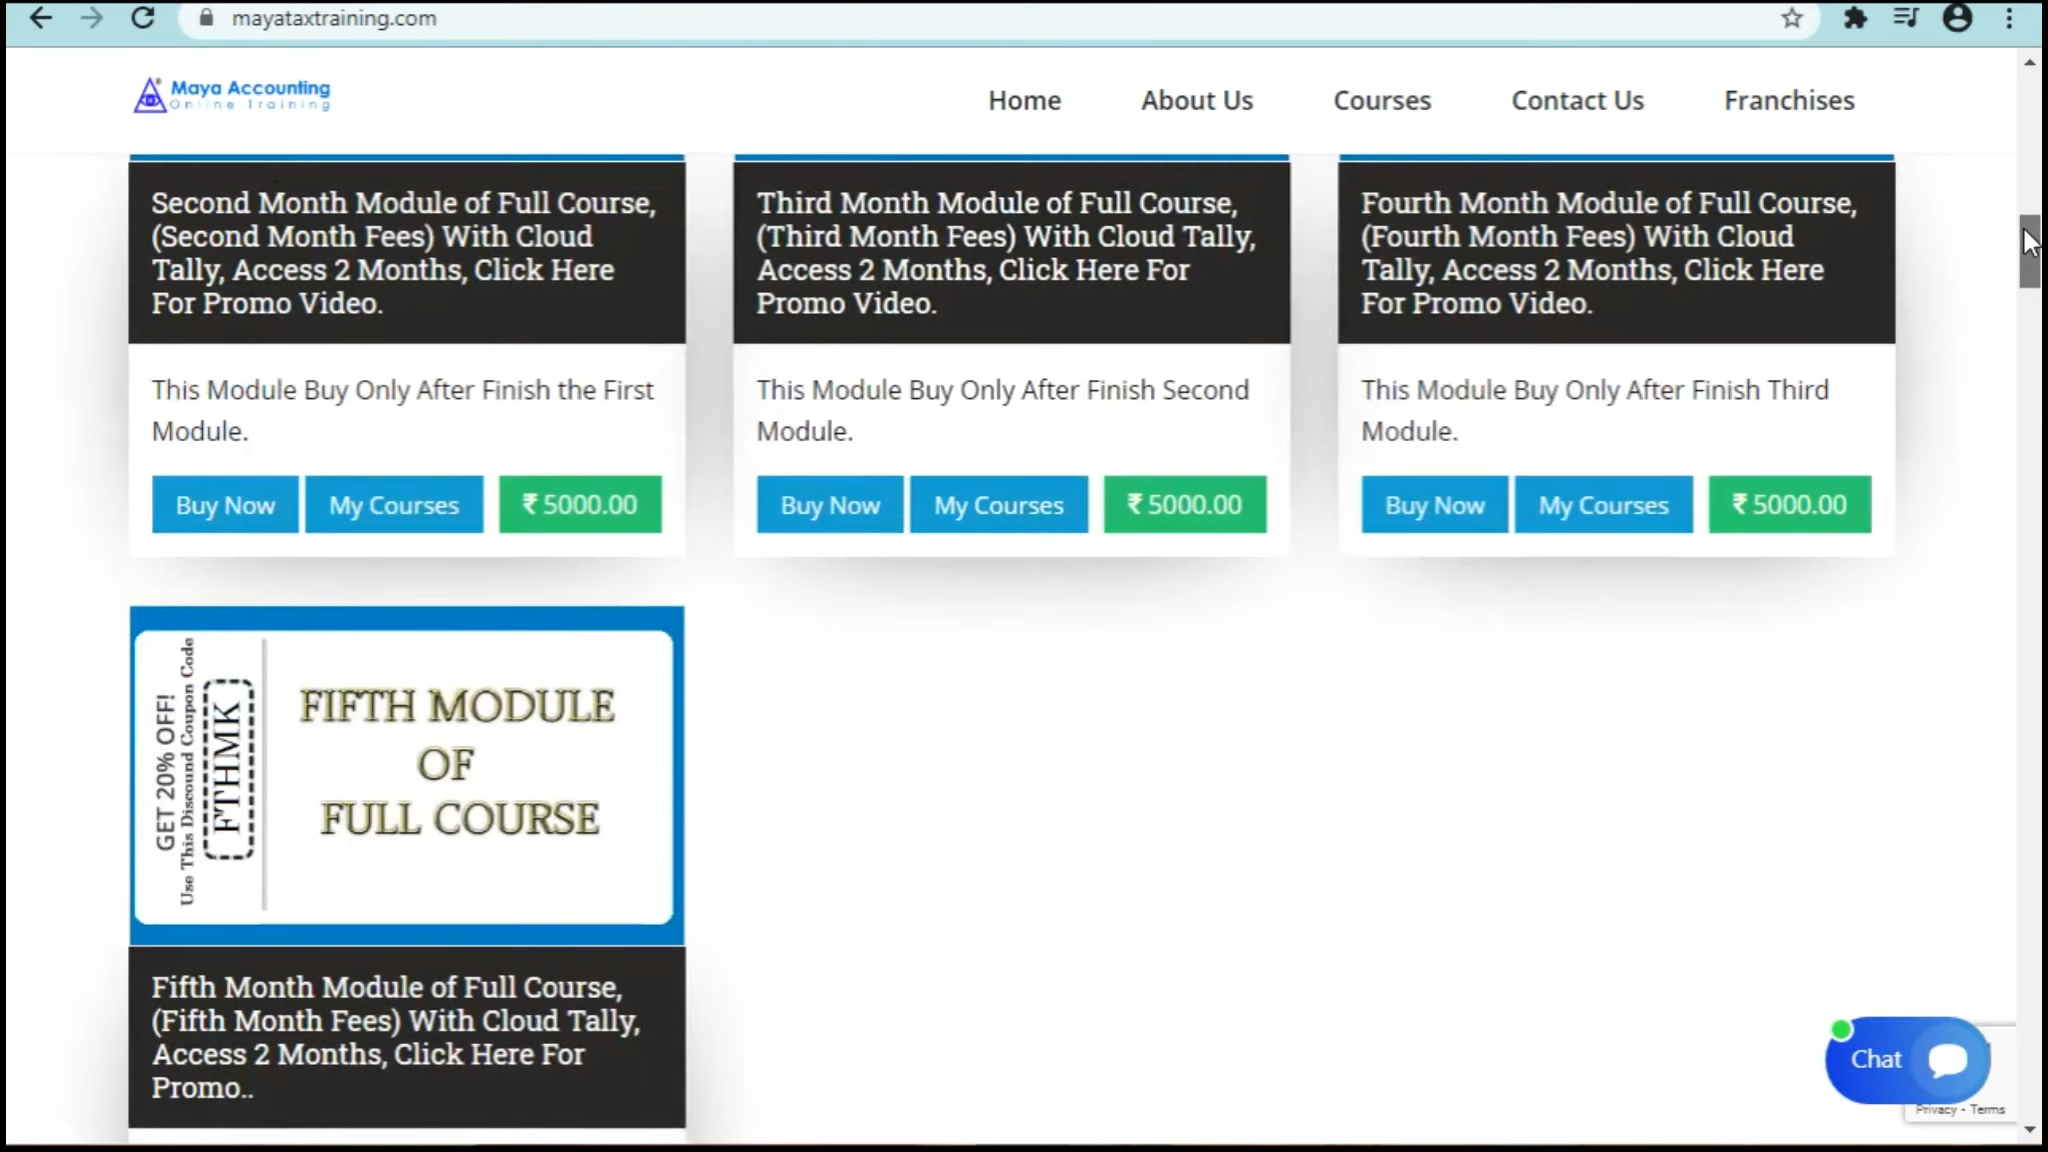 mayataxtraining.com
Maya Accounting
Online Training
Home
About Us
Courses
Contact Us
Franchises
Second Month Module of Full Course,
(Second Month Fees) With Cloud
Tally, Access 2 Months, Click Here
For Promo Video.
This Module Buy Only After Finish the First
Module.
Buy Now
My Courses
₹ 5000.00
Third Month Module of Full Course,
(Third Month Fees) With Cloud Tally,
Access 2 Months, Click Here For
Promo Video.
This Module Buy Only After Finish Second
Module.
Buy Now
My Courses
₹ 5000.00
Fourth Month Module of Full Course,
(Fourth Month Fees) With Cloud
Tally, Access 2 Months, Click Here
For Promo Video.
This Module Buy Only After Finish Third
Module.
Buy Now
My Courses
₹ 5000.00
GET 20% OFF!
Use This Discound Coupon Code
FTHMK
FIFTH MODULE
OF
FULL COURSE
Fifth Month Module of Full Course,
(Fifth Month Fees) With Cloud Tally,
Access 2 Months, Click Here For
Promo..
Chat
Privacy - Terms